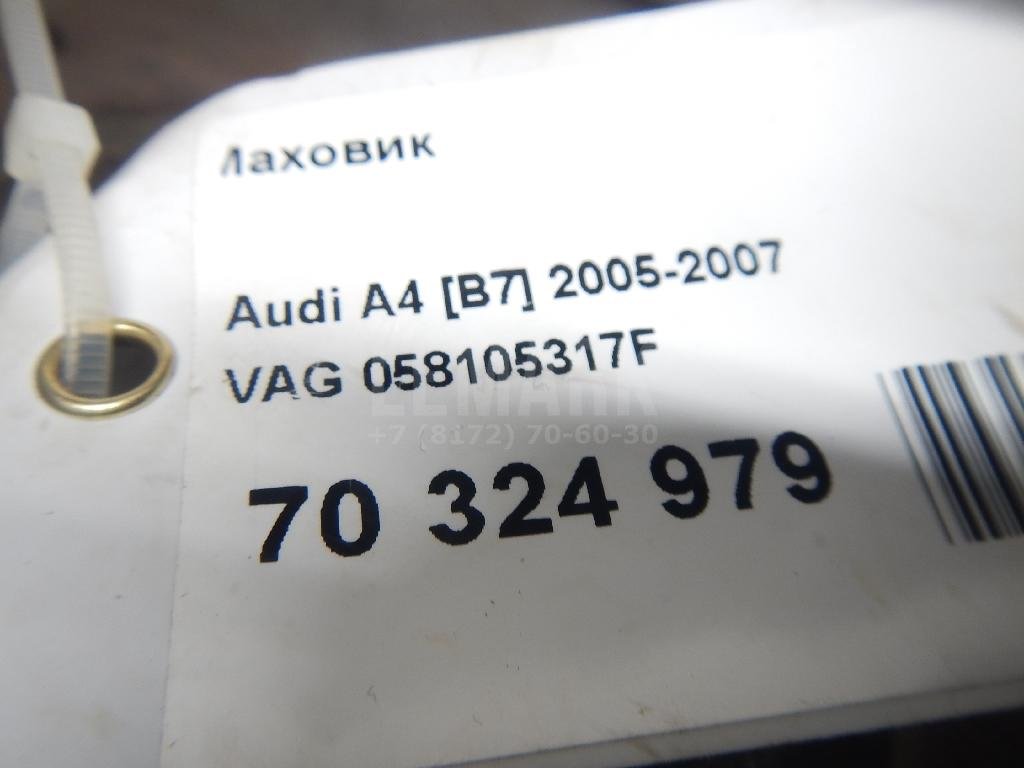 Маховик
Audi A4 [B7] 2005-2007
VAG 058105317F
+7 (8172) 70-60-30
70 324 979